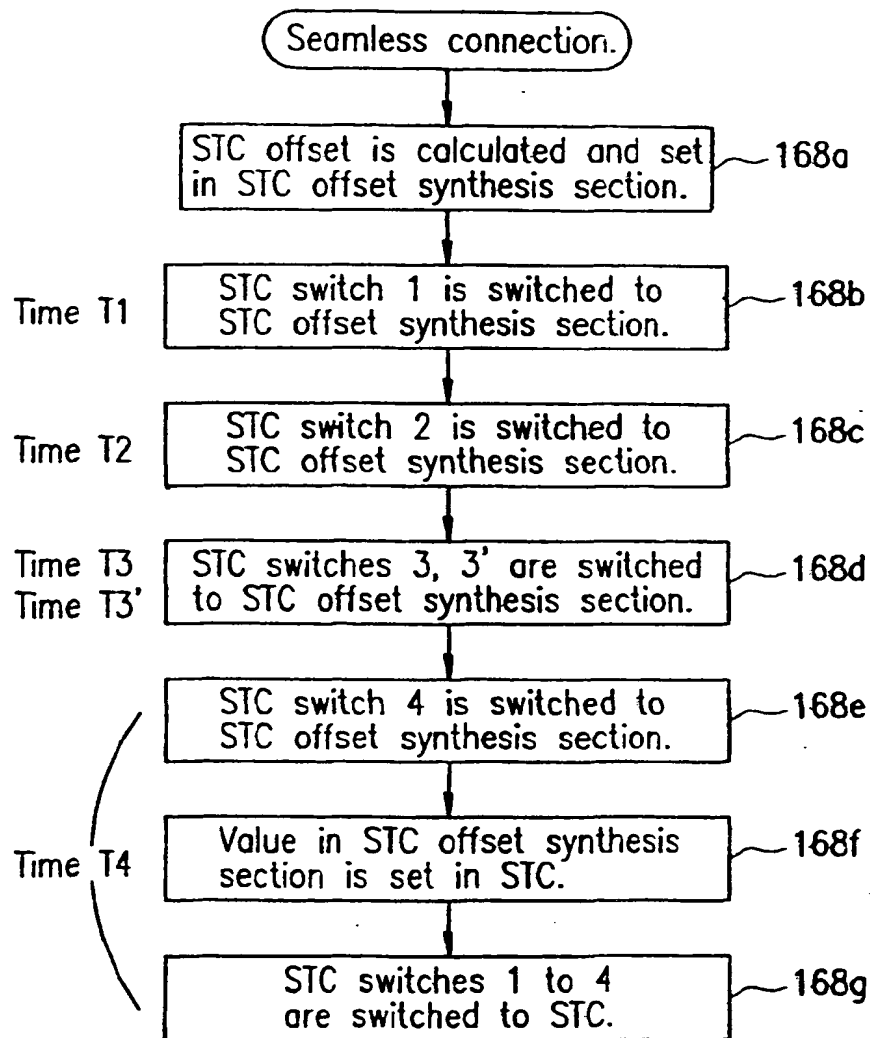 Seamless connection.
STC offset is calculated and set
in STC offset synthesis section.
168a
Time T1
STC switch 1 is switched to
STC offset synthesis section.
168b
Time T2
STC switch 2 is switched to
STC offset synthesis section.
168c
Time T3
Time T3'
STC switches 3, 3' are switched
to STC offset synthesis section.
168d
STC switch 4 is switched to
STC offset synthesis section.
168e
Time T4
Value in STC offset synthesis
section is set in STC.
168f
STC switches 1 to 4
are switched to STC.
168g